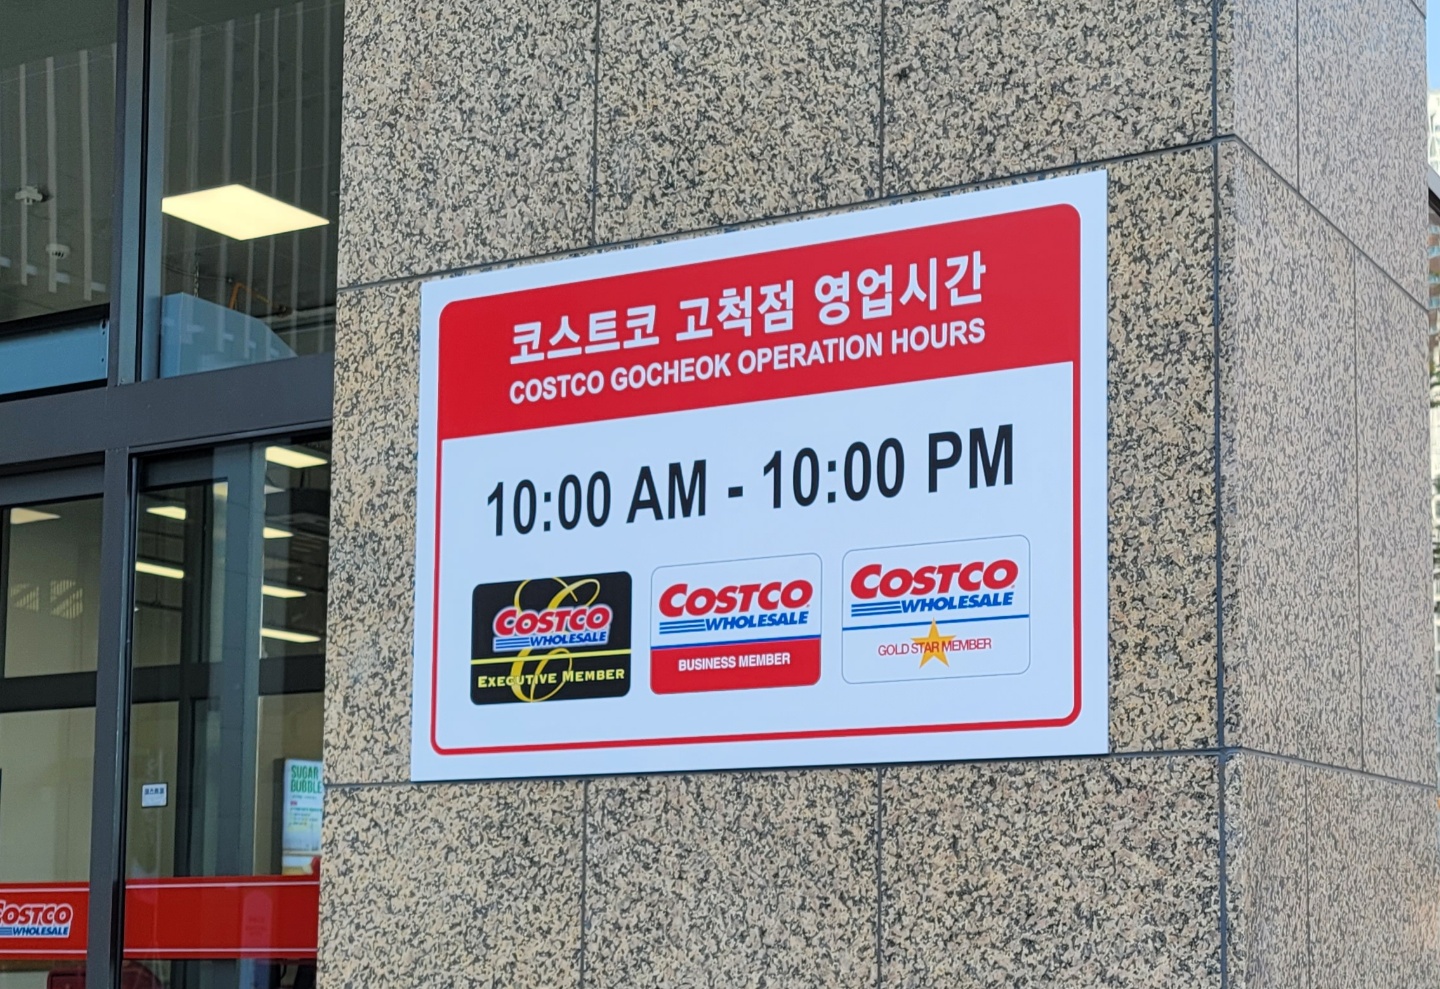 코스트코 고척점 영업시간
COSTCO GOCHEOK OPERATION HOURS
10:00 AM - 10:00 PM
COSTCO
WHOLESALE
EXECUTIVE MEMBER
COSTCO
WHOLESALE
BUSINESS MEMBER
COSTCO
WHOLESALE
GOLD STAR MEMBER
SUGAR
BUBBLE
COSTCO
WHOLESALE